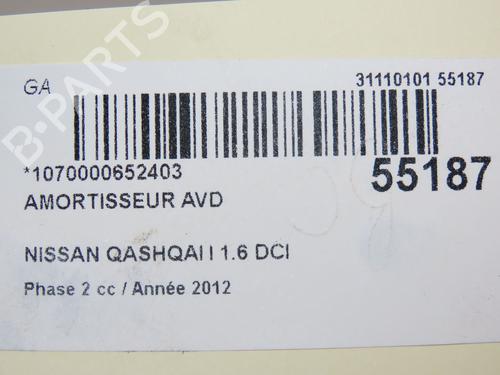 GA
31110101 55187
*1070000652403
55187
AMORTISSEUR AVD
NISSAN QASHQAI I 1.6 DCI
Phase 2 cc / Année 2012
B-PARTS